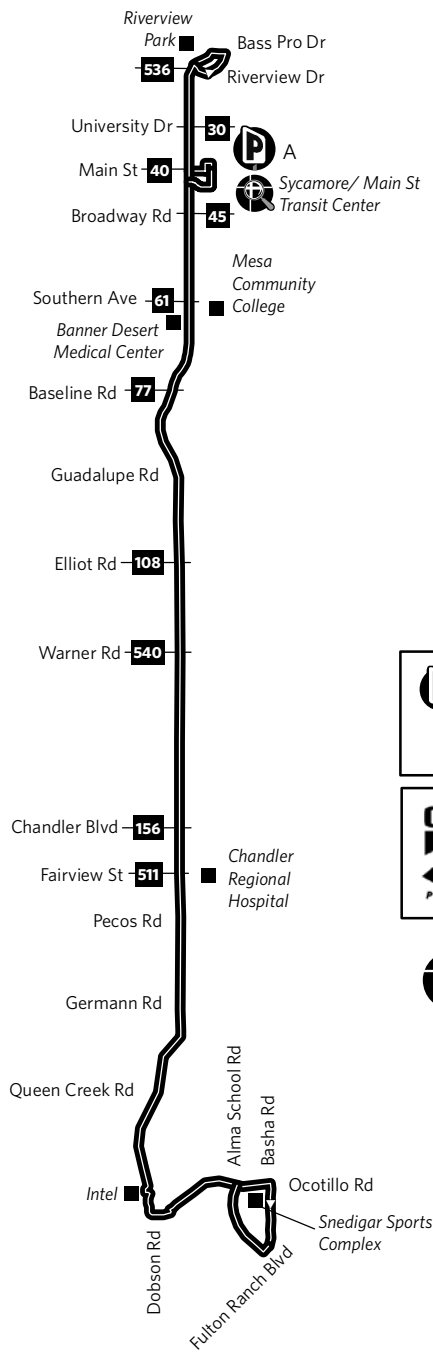 Riverview
Park
Bass Pro Dr
536
Riverview Dr
University Dr
30
P
A
Main St
40
Sycamore/ Main St
Transit Center
Broadway Rd
45
Mesa
Community
College
Southern Ave
61
Banner Desert
Medical Center
Baseline Rd
77
Guadalupe Rd
Elliot Rd
108
Warner Rd
540
Chandler Blvd
156
Fairview St
511
Chandler
Regional
Hospital
Pecos Rd
Germann Rd
Queen Creek Rd
Alma School Rd
Basha Rd
Intel
Ocotillo Rd
Snedigar Sports
Complex
Dobson Rd
Fulton Ranch Blvd